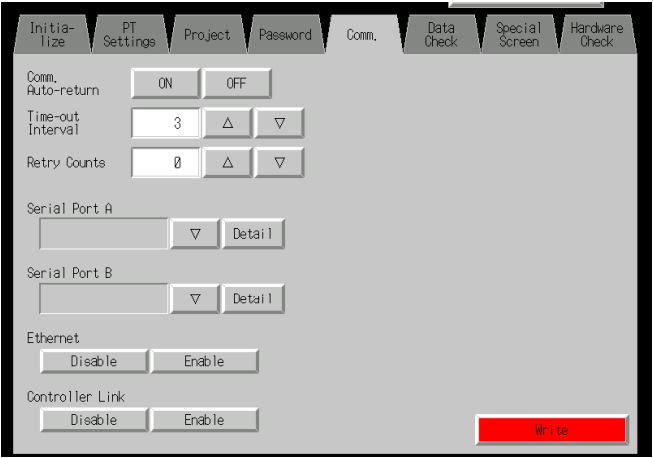 Initia-
lize
PT
Settings
Project
Password
Comm.
Data
Check
Special
Screen
Hardware
Check
Comm.
Auto-return
ON
OFF
Time-out
Interval
3
△
▽
Retry Counts
0
△
▽
Serial Port A
▽
Detail
Serial Port B
▽
Detail
Ethernet
Disable
Enable
Controller Link
Disable
Enable
Write